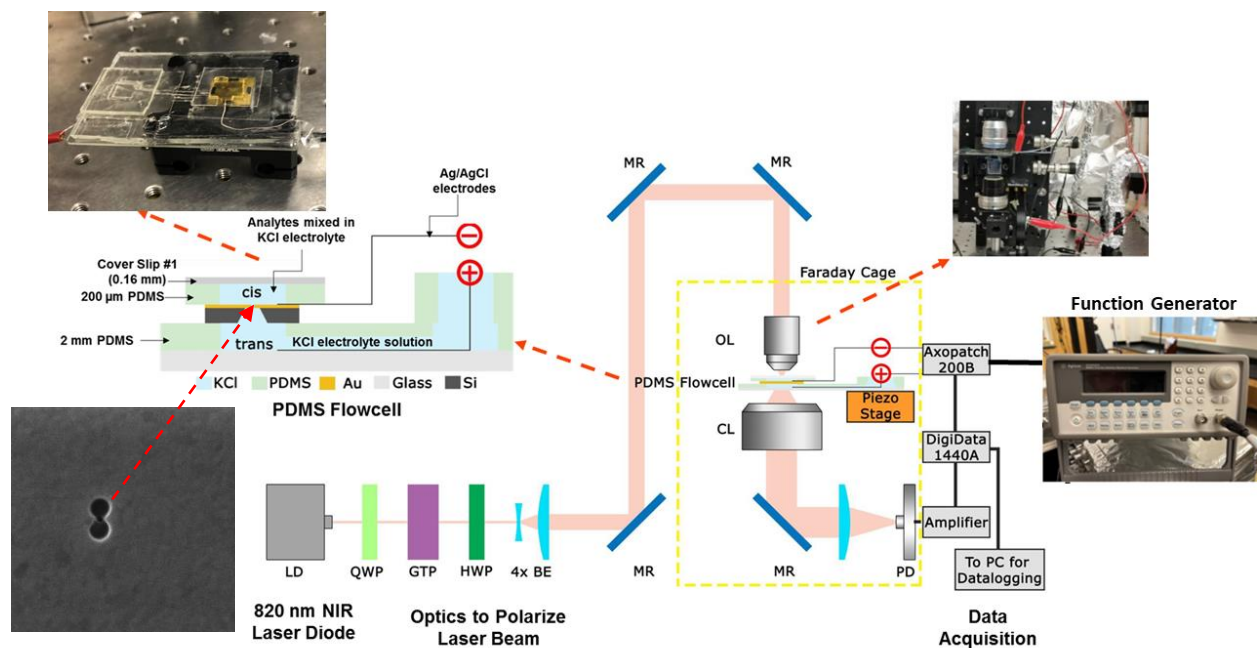 MR
MR
Ag/AgCl
electrodes
Analytes mixed in
KCl electrolyte
Cover Slip #1
(0.16 mm)
200 µm PDMS
cis
2 mm PDMS
trans
KCl electrolyte solution
KCl
PDMS
Au
Glass
Si
PDMS Flowcell
Faraday Cage
OL
PDMS Flowcell
CL
Piezo
Stage
Function Generator
Axopatch
200B
DigiData
1440A
Amplifier
To PC for
Datalogging
LD
QWP
GTP
HWP
4x BE
MR
MR
PD
820 nm NIR
Laser Diode
Optics to Polarize
Laser Beam
Data
Acquisition